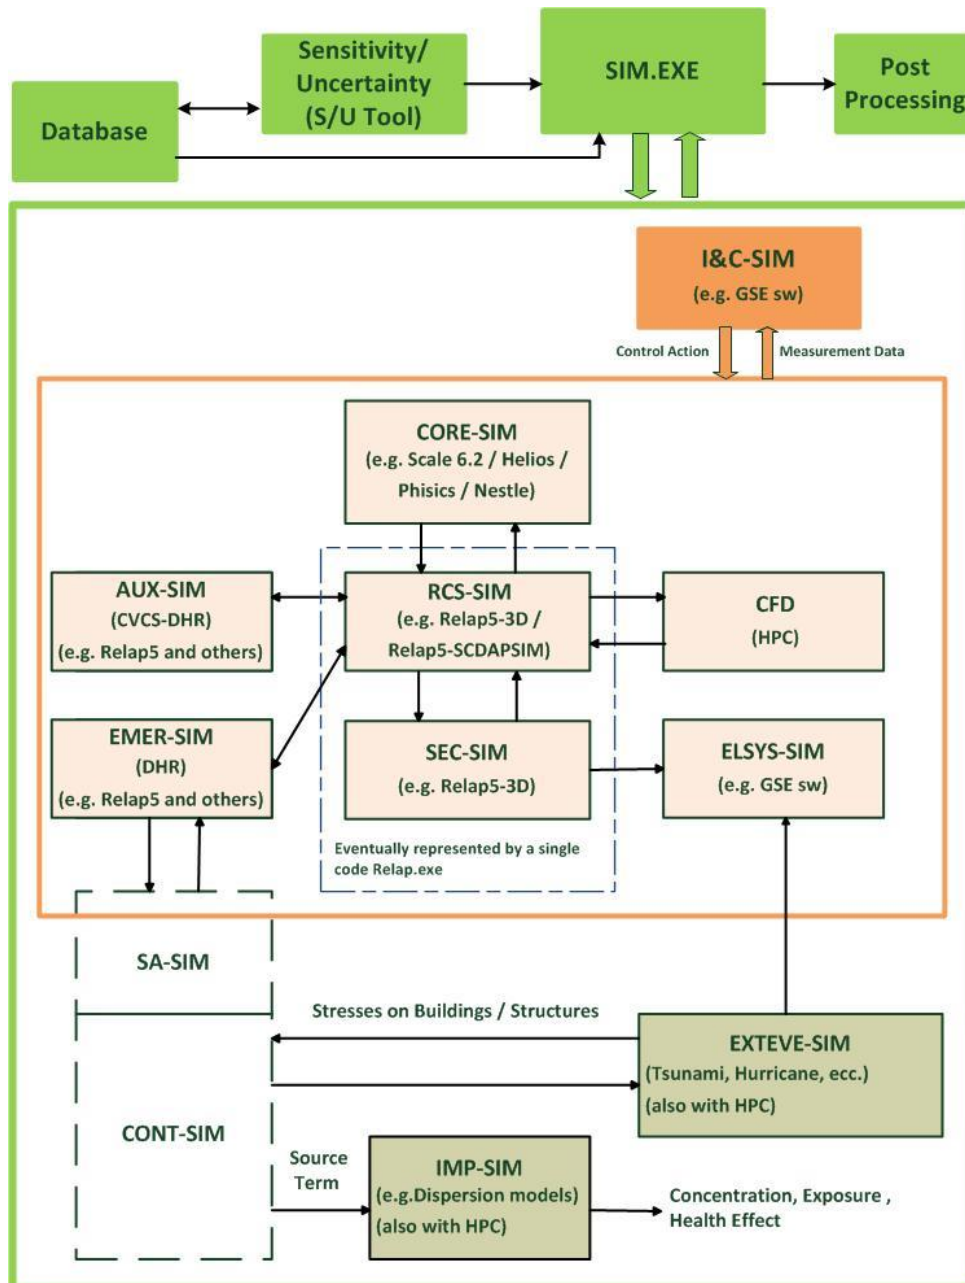 Sensitivity/
Uncertainty
(S/U Tool)
SIM.EXE
Post
Processing
Database
I&C-SIM
(e.g. GSE sw)
Control Action
Measurement Data
CORE-SIM
(e.g. Scale 6.2 / Helios /
Phisics / Nestle)
AUX-SIM
(CVCS-DHR)
(e.g. Relap5 and others)
RCS-SIM
(e.g. Relap5-3D /
Relap5-SCDAPSIM)
CFD
(HPC)
EMER-SIM
(DHR)
(e.g. Relap5 and others)
SEC-SIM
(e.g. Relap5-3D)
ELSYS-SIM
(e.g. GSE sw)
Eventually represented by a single
code Relap.exe
SA-SIM
Stresses on Buildings / Structures
EXTEVE-SIM
(Tsunami, Hurricane, ecc.)
(also with HPC)
CONT-SIM
Source
Term
IMP-SIM
(e.g.Dispersion models)
(also with HPC)
Concentration, Exposure ,
Health Effect